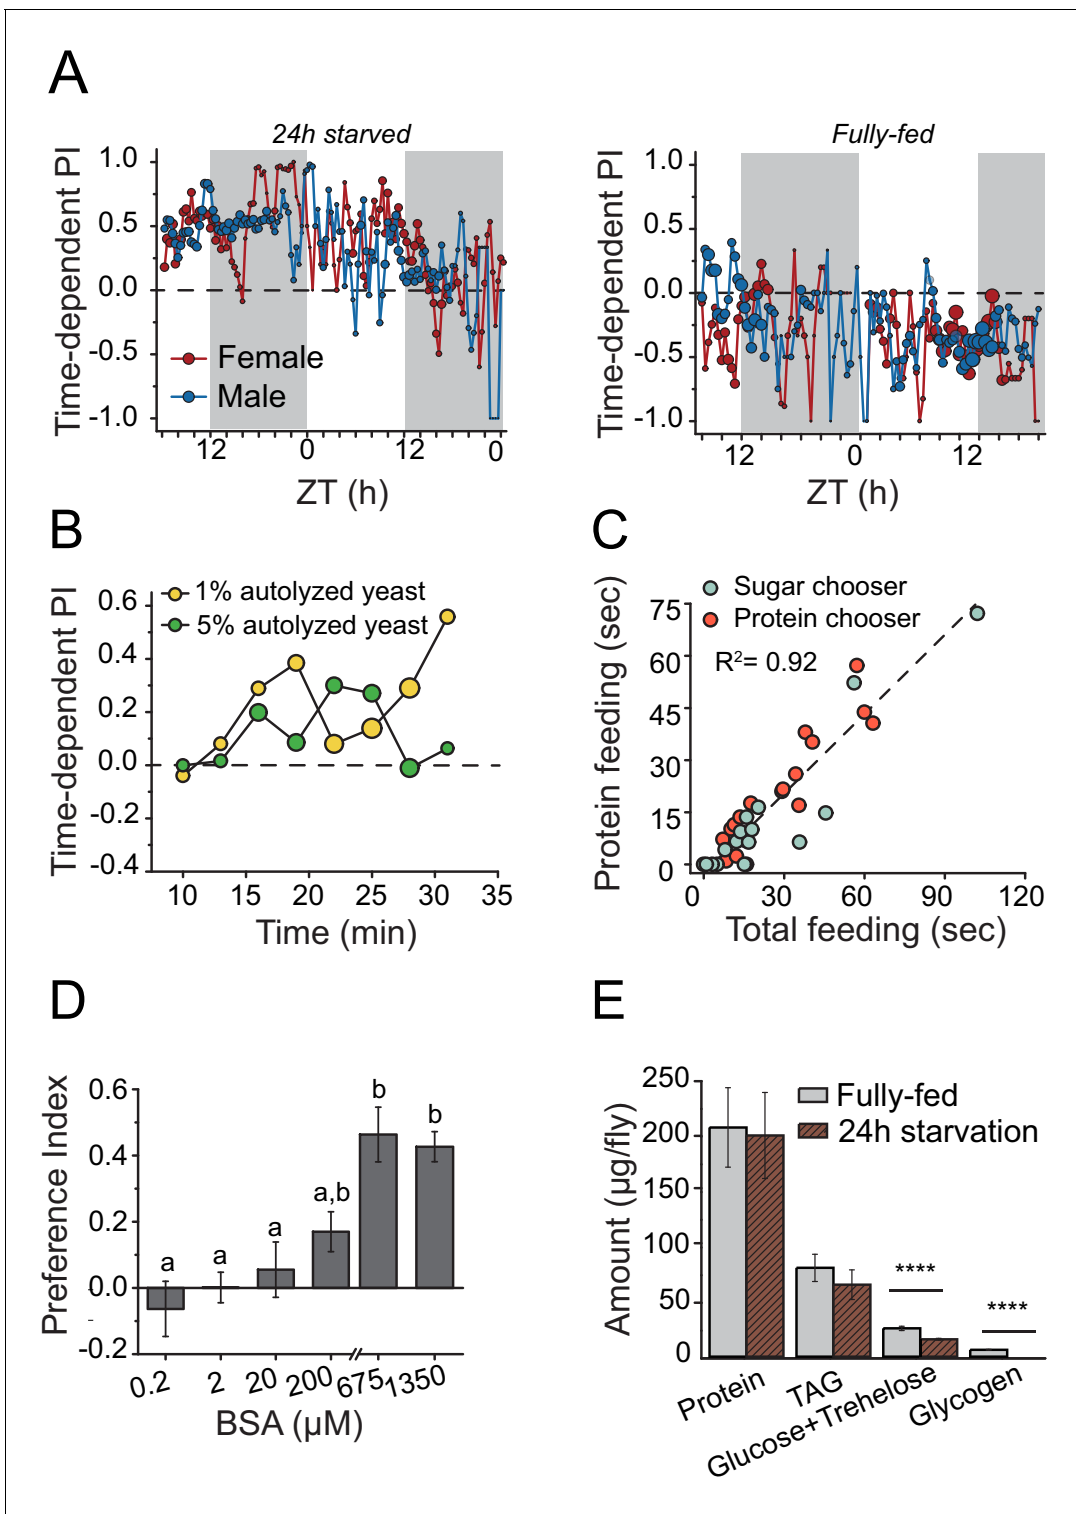 A
24h starved
Fully-fed
Time-dependent PI
1.0
0.5
0.0
-0.5
-1.0
Female
Male
12
0
12
0
ZT (h)
Time-dependent PI
1.0
0.5
0.0
-0.5
-1.0
12
0
12
ZT (h)
B
Time-dependent PI
0.6
0.4
0.2
0.0
-0.2
-0.4
1% autolyzed yeast
5% autolyzed yeast
10
15
20
25
30
35
Time (min)
C
Protein feeding (sec)
75
60
45
30
15
0
Sugar chooser
Protein chooser
R²= 0.92
0
30
60
90
120
Total feeding (sec)
D
Preference Index
0.6
0.4
0.2
0.0
-0.2
a
a
a
a,b
b
b
0.2
2
20
200
675
1350
BSA (µM)
E
Amount (µg/fly)
250
200
150
100
50
0
Fully-fed
24h starvation
****
****
Protein
TAG
Glucose+Trehelose
Glycogen